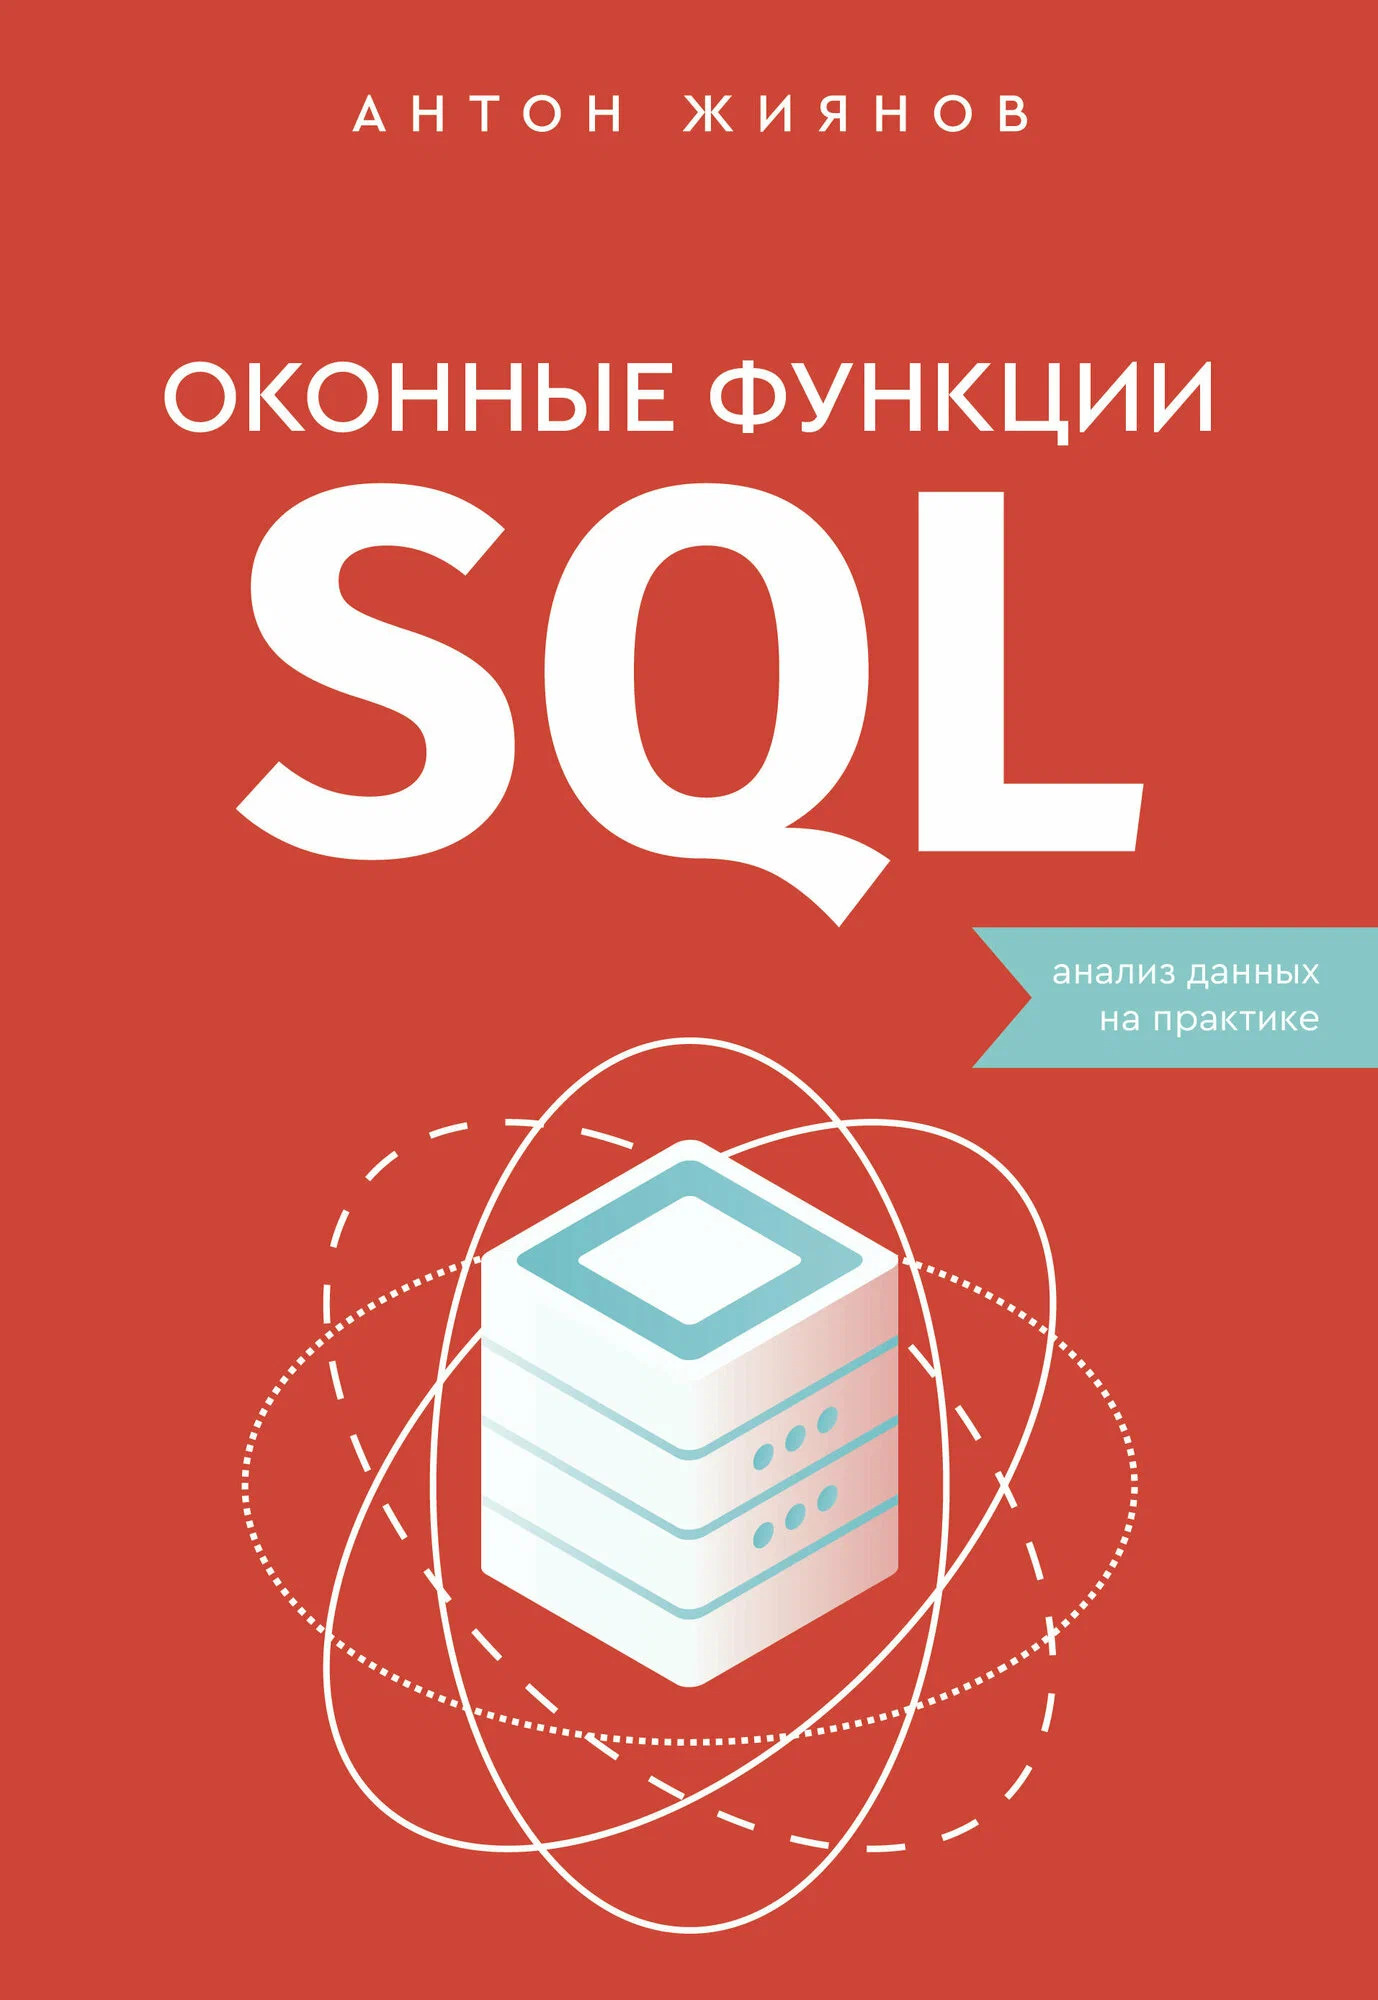 АНТОН ЖИЯНОВ
ОКОННЫЕ ФУНКЦИИ
SQL
анализ данных
на практике